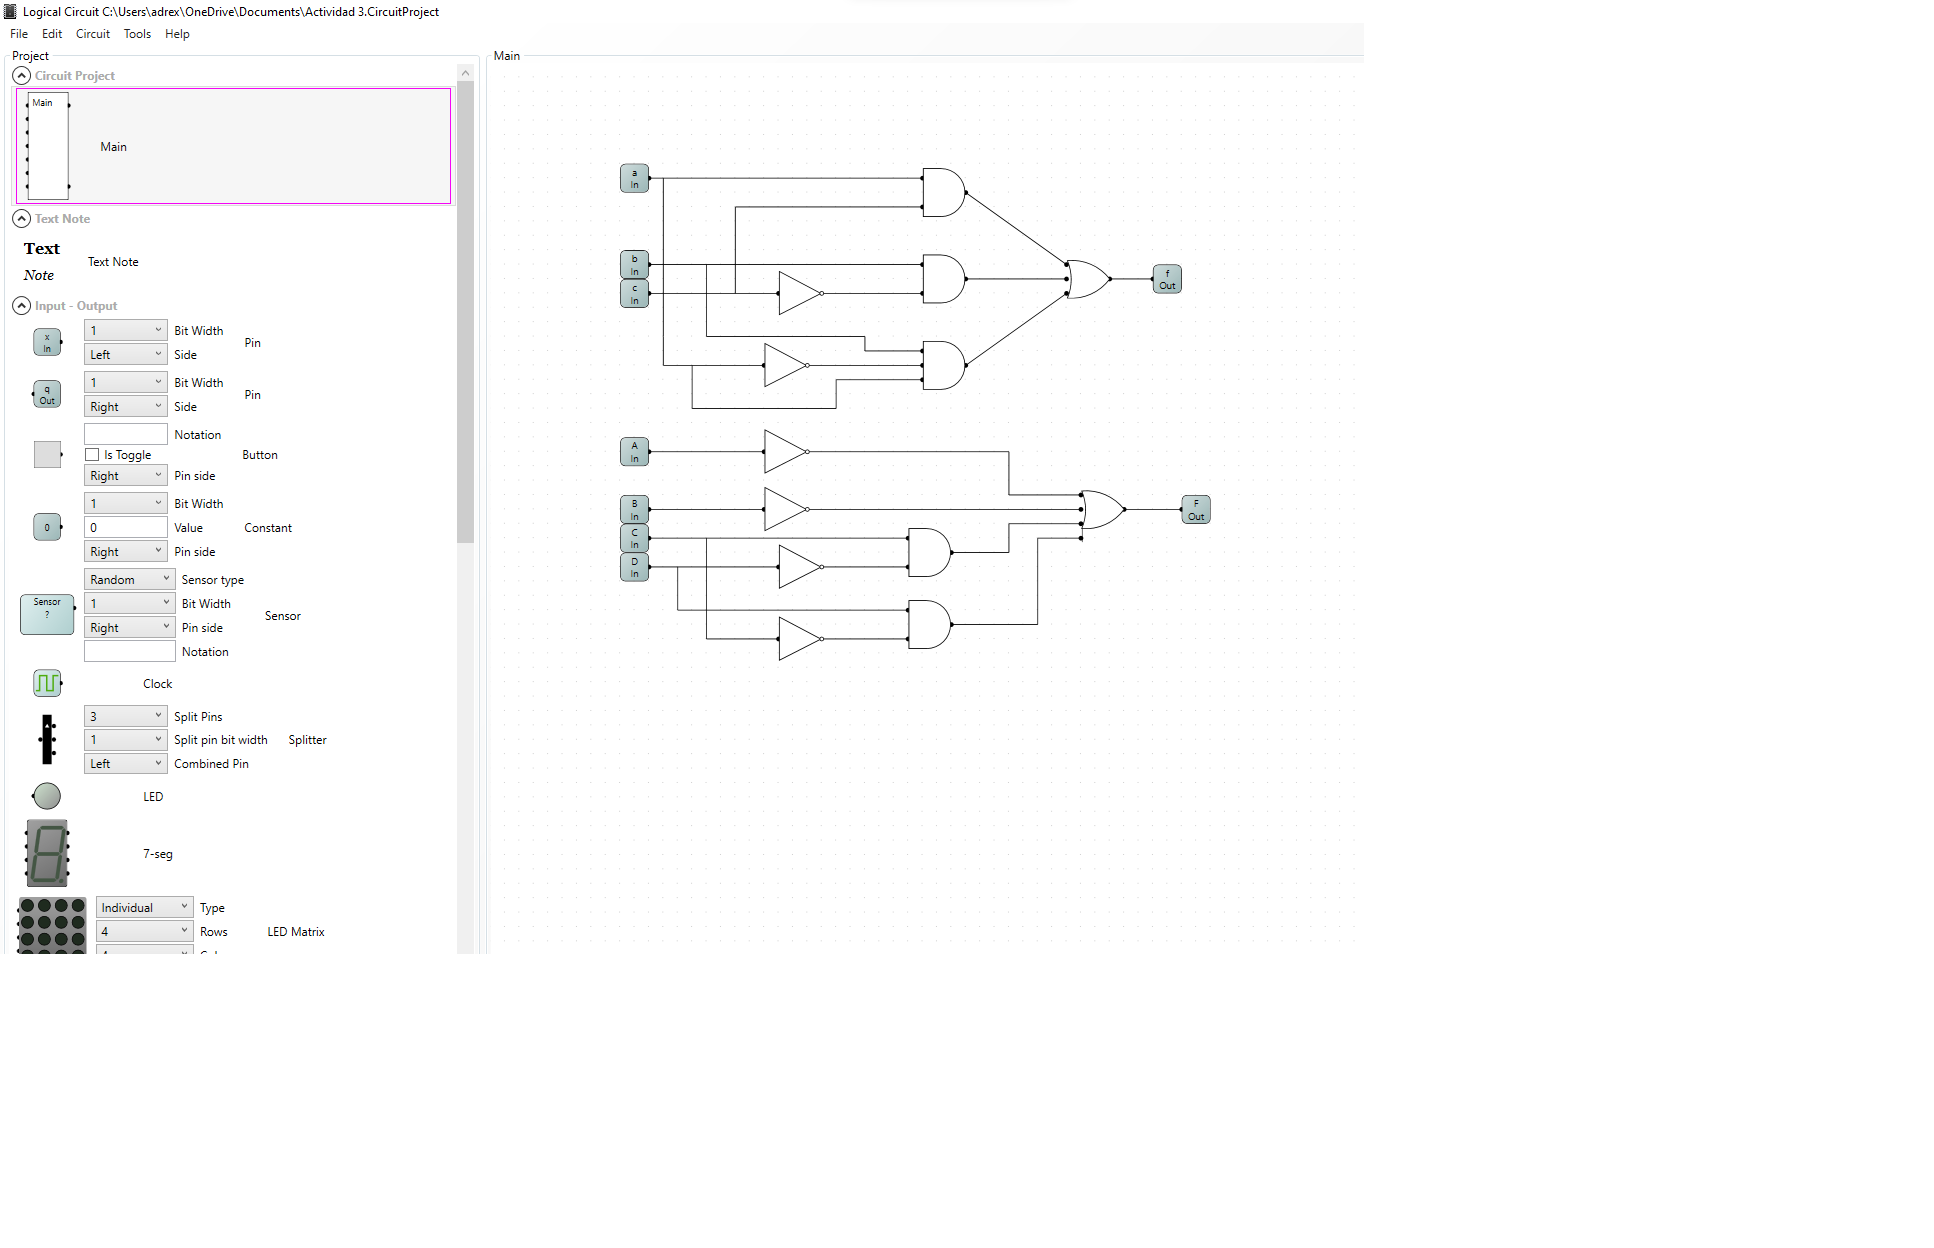 Logical Circuit C:\Users\adrex\OneDrive\Documents\Actividad 3.CircuitProject
File Edit Circuit Tools Help
Project
Circuit Project
Main
Main
Text Note
Text
Note
Text Note
Input - Output
x
In
1
Bit Width
Left
Side
Pin
q
Out
1
Bit Width
Right
Side
Pin
Notation
Is Toggle
Button
Right
Pin side
0
1
Bit Width
0
Value
Constant
Right
Pin side
Random
Sensor type
Sensor
?
1
Bit Width
Sensor
Right
Pin side
Notation
Clock
3
Split Pins
1
Split pin bit width
Splitter
Left
Combined Pin
LED
7-seg
Individual
Type
4
Rows
LED Matrix
Main
a
In
b
In
c
In
f
Out
A
In
B
In
C
In
D
In
F
Out